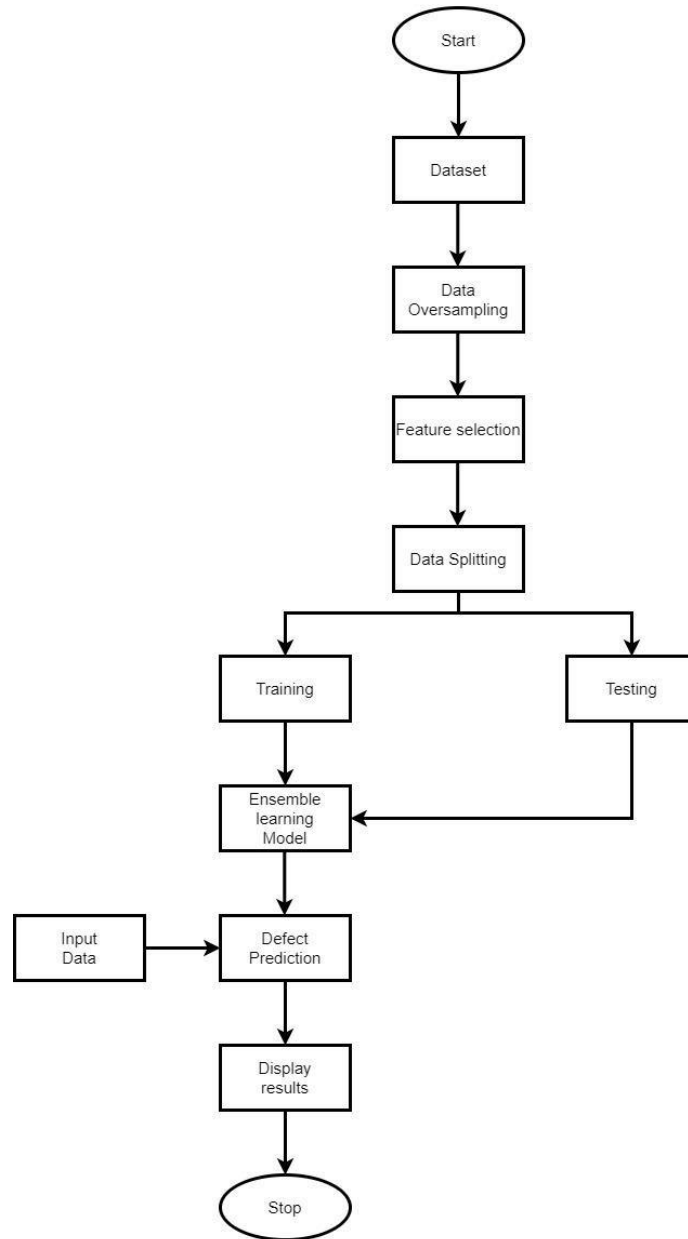 Start
Dataset
Data
Oversampling
Feature selection
Data Splitting
Training
Testing
Ensemble
learning
Model
Input
Data
Defect
Prediction
Display
results
Stop